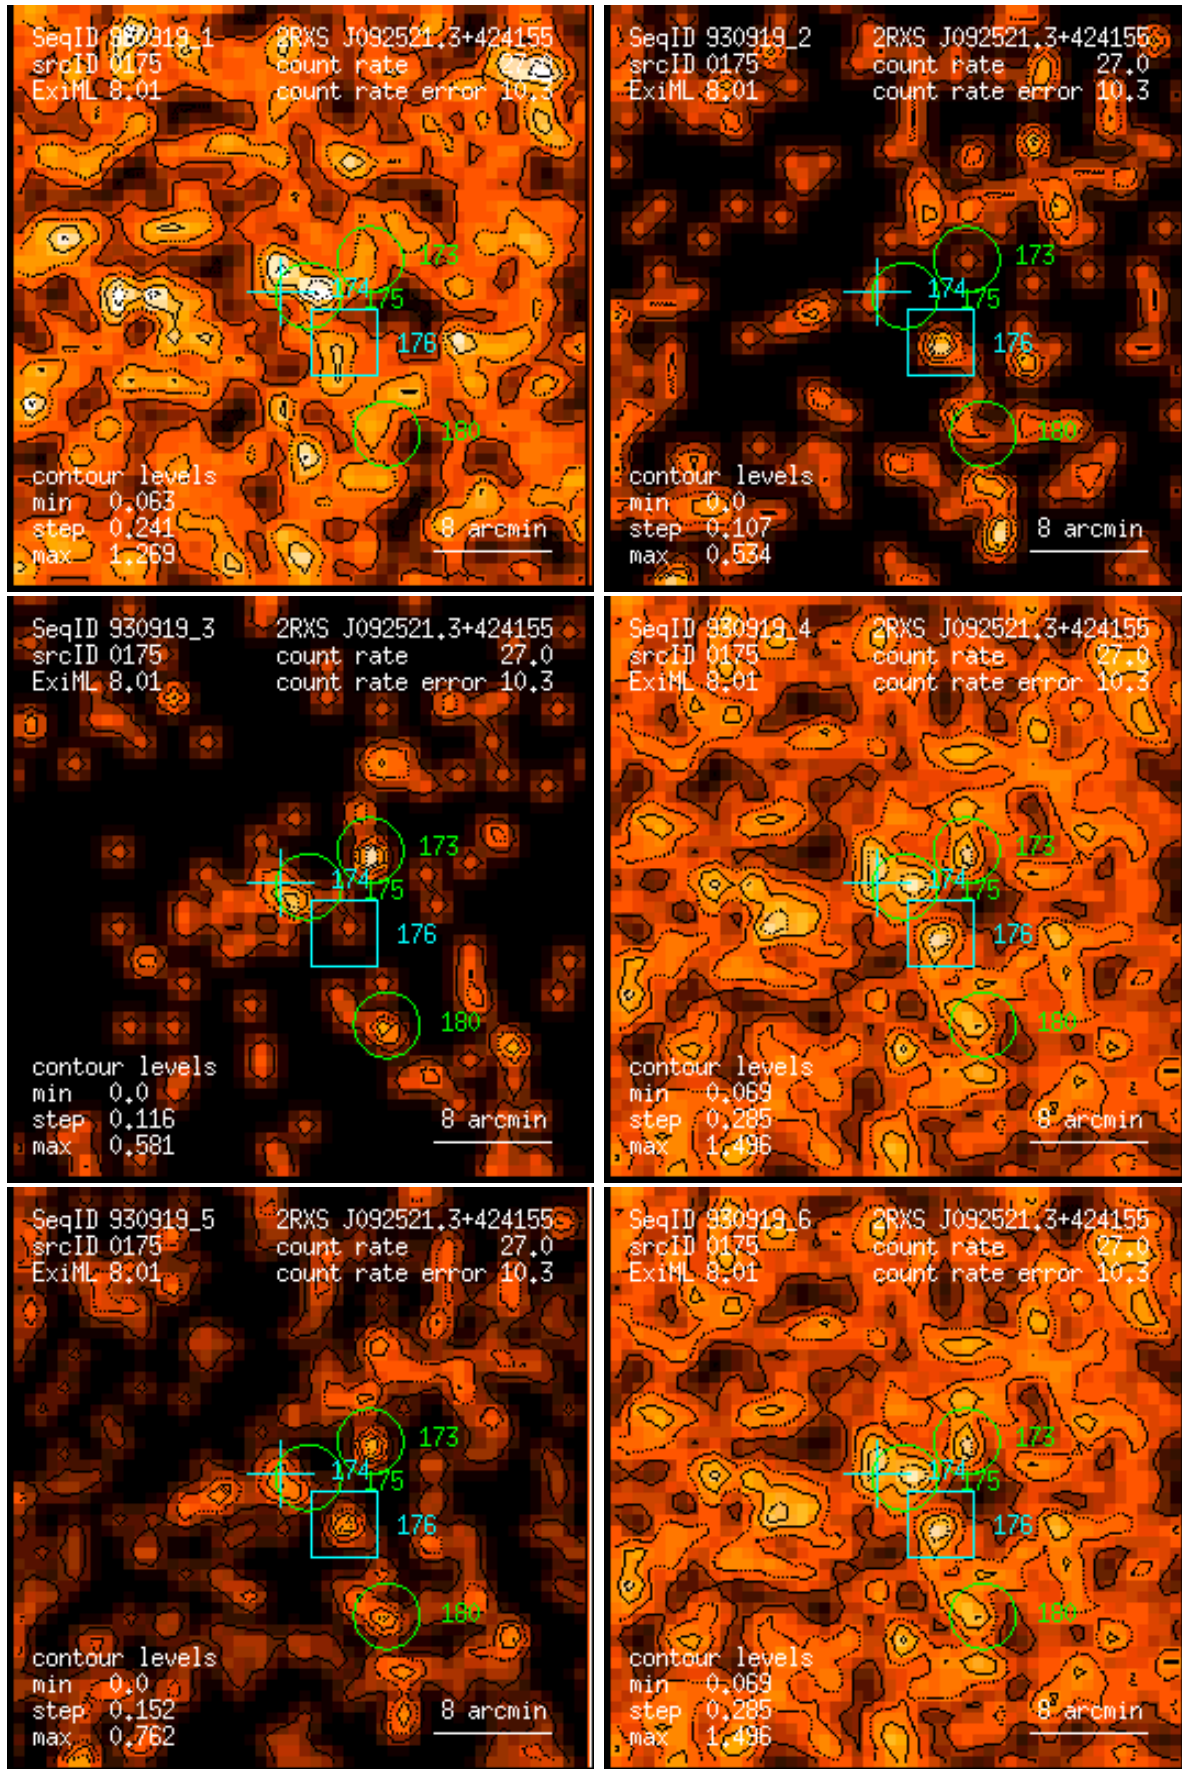 SeqID 930919_1 2RXS J092521.3+424155
srcID 0175 count rate 27.0
ExiML 8.01 count rate error 10.3
173
174
175
176
180
contour levels
min 0.063
step 0.241 8 arcmin
max 1.269
SeqID 930919_2 2RXS J092521.3+424155
srcID 0175 count rate 27.0
ExiML 8.01 count rate error 10.3
173
174
175
176
180
contour levels
min 0.0
step 0.107 8 arcmin
max 0.534
SeqID 930919_3 2RXS J092521.3+424155
srcID 0175 count rate 27.0
ExiML 8.01 count rate error 10.3
173
174
175
176
180
contour levels
min 0.0
step 0.116 8 arcmin
max 0.581
SeqID 930919_4 2RXS J092521.3+424155
srcID 0175 count rate 27.0
ExiML 8.01 count rate error 10.3
173
174
175
176
180
contour levels
min 0.069
step 0.285 8 arcmin
max 1.496
SeqID 930919_5 2RXS J092521.3+424155
srcID 0175 count rate 27.0
ExiML 8.01 count rate error 10.3
173
174
175
176
180
contour levels
min 0.0
step 0.152 8 arcmin
max 0.762
SeqID 930919_6 2RXS J092521.3+424155
srcID 0175 count rate 27.0
ExiML 8.01 count rate error 10.3
173
174
175
176
180
contour levels
min 0.069
step 0.285 8 arcmin
max 1.496